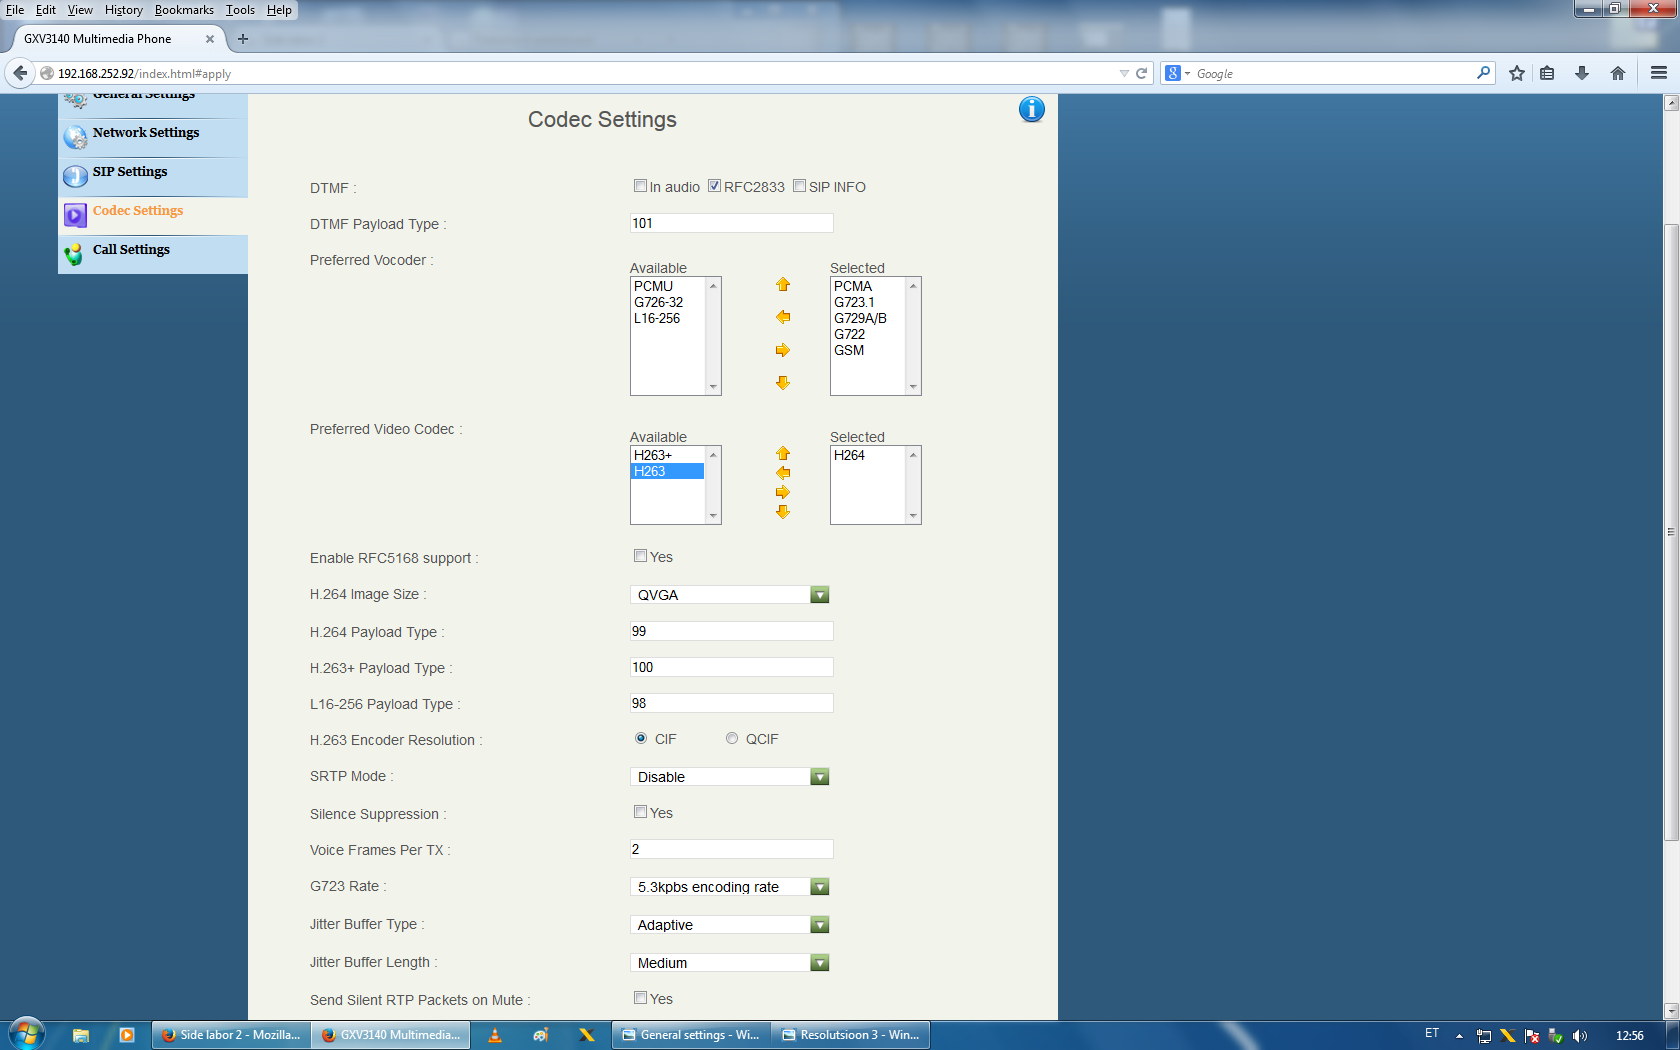 File Edit View History Bookmarks Tools Help
GXV3140 Multimedia Phone
192.168.252.92/index.html#apply
Google
General Settings
Network Settings
SIP Settings
Codec Settings
Call Settings
Codec Settings
DTMF : In audio RFC2833 SIP INFO
DTMF Payload Type : 101
Preferred Vocoder :
Available Selected
PCMU PCMA
G726-32 G723.1
L16-256 G729A/B
G722
GSM
Preferred Video Codec :
Available Selected
H263+ H264
H263
Enable RFC5168 support : Yes
H.264 Image Size : QVGA
H.264 Payload Type : 99
H.263+ Payload Type : 100
L16-256 Payload Type : 98
H.263 Encoder Resolution : CIF QCIF
SRTP Mode : Disable
Silence Suppression : Yes
Voice Frames Per TX : 2
G723 Rate : 5.3kpbs encoding rate
Jitter Buffer Type : Adaptive
Jitter Buffer Length : Medium
Send Silent RTP Packets on Mute : Yes
Side labor 2 - Mozilla... GXV3140 Multimedia... General settings - Wi... Resolutsioon 3 - Win... ET 12:56